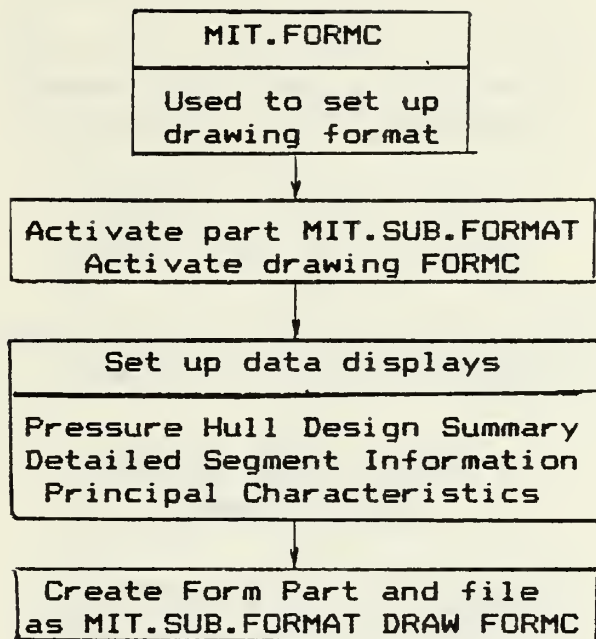 MIT.FORMC
Used to set up
drawing format
Activate part MIT.SUB.FORMAT
Activate drawing FORMC
Set up data displays
Pressure Hull Design Summary
Detailed Segment Information
Principal Characteristics
Create Form Part and file
as MIT.SUB.FORMAT DRAW FORMC